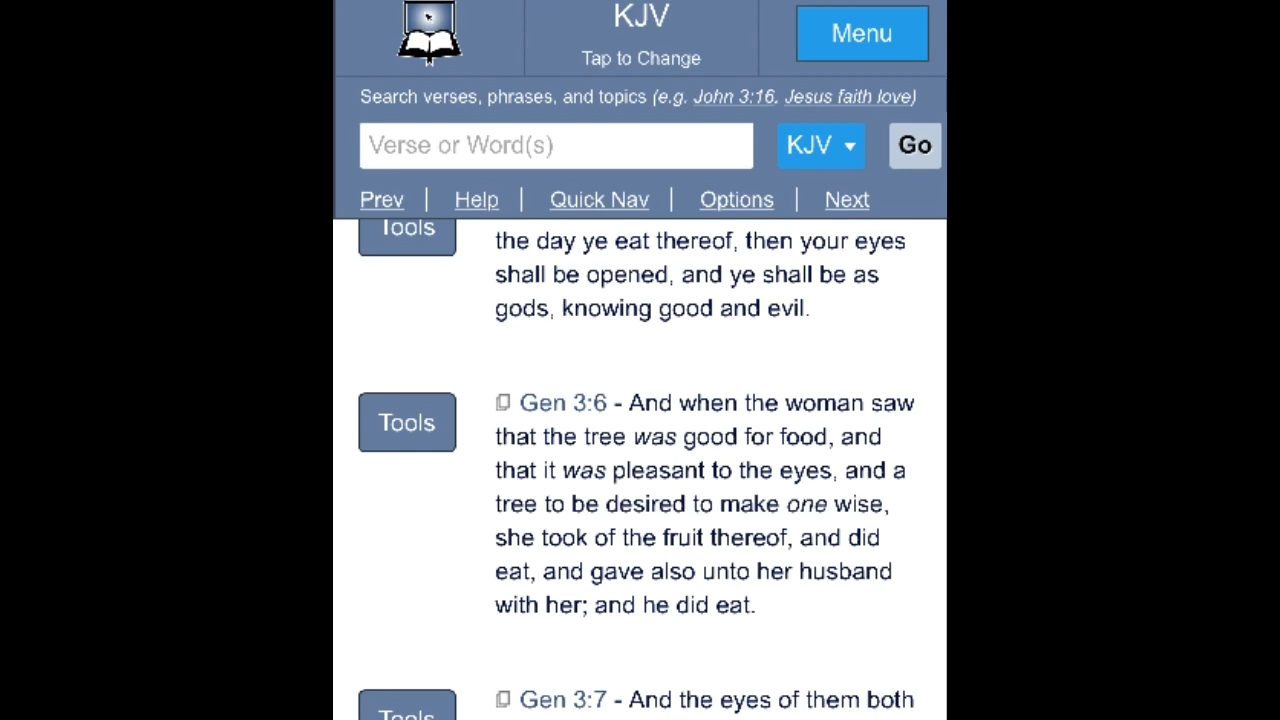 KJV
Tap to Change
Menu
Search verses, phrases, and topics (e.g. John 3:16, Jesus faith love)
Verse or Word(s)
KJV
Go
Prev | Help | Quick Nav | Options | Next
Tools
the day ye eat thereof, then your eyes
shall be opened, and ye shall be as
gods, knowing good and evil.
Tools
Gen 3:6 - And when the woman saw
that the tree was good for food, and
that it was pleasant to the eyes, and a
tree to be desired to make one wise,
she took of the fruit thereof, and did
eat, and gave also unto her husband
with her; and he did eat.
Tools
Gen 3:7 - And the eyes of them both